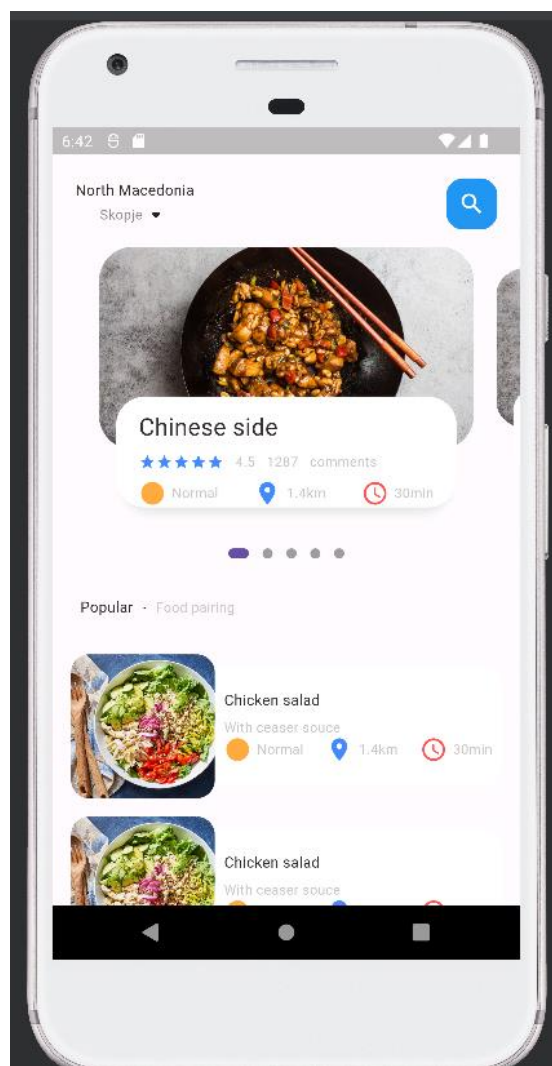 6:42
North Macedonia
Skopje
Chinese side
4.5 1287 comments
Normal 1.4km 30min
Popular - Food pairing
Chicken salad
With ceaser souce
Normal 1.4km 30min
Chicken salad
With ceaser souce